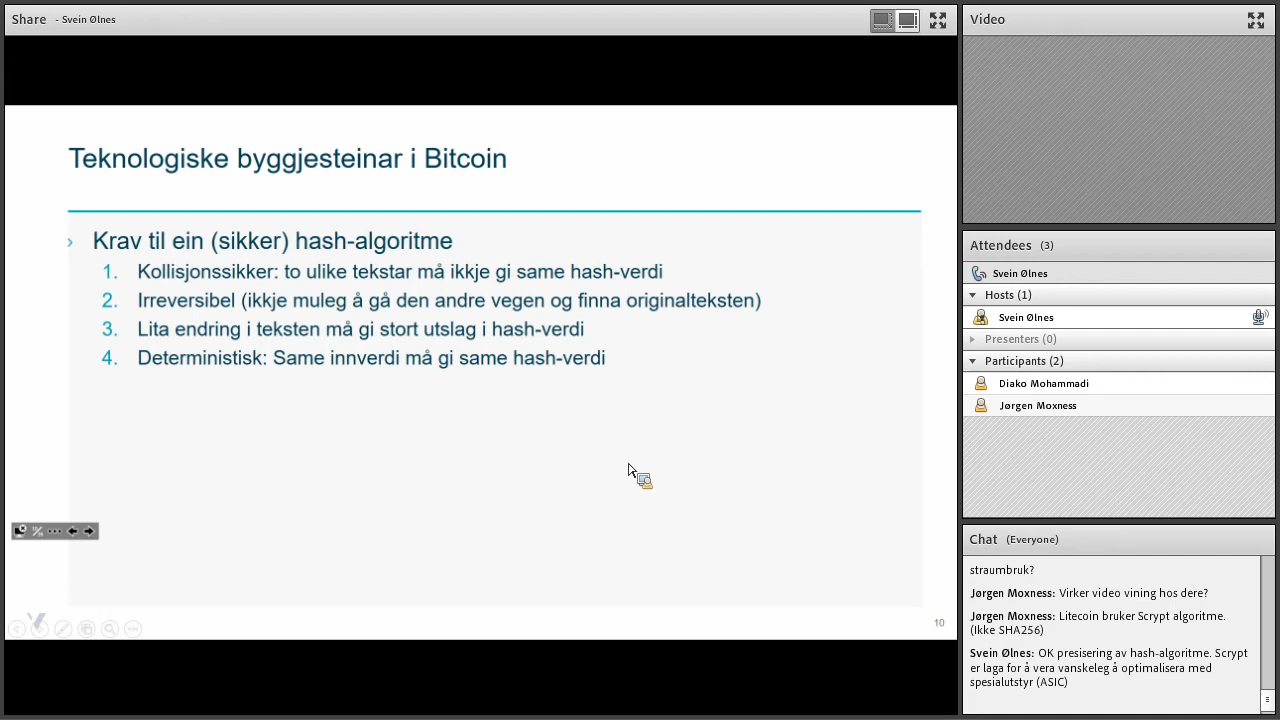 Share - Svein Ølnes
Teknologiske byggjesteinar i Bitcoin
› Krav til ein (sikker) hash-algoritme
1. Kollisjonssikker: to ulike tekstar må ikkje gi same hash-verdi
2. Irreversibel (ikkje muleg å gå den andre vegen og finna originalteksten)
3. Lita endring i teksten må gi stort utslag i hash-verdi
4. Deterministisk: Same innverdi må gi same hash-verdi
10
Video
Attendees (3)
Svein Ølnes
Hosts (1)
Svein Ølnes
Presenters (0)
Participants (2)
Diako Mohammadi
Jørgen Moxness
Chat (Everyone)
straumbruk?
Jørgen Moxness: Virker video vining hos dere?
Jørgen Moxness: Litecoin bruker Scrypt algoritme.
(Ikke SHA256)
Svein Ølnes: OK presisering av hash-algoritme. Scrypt
er laga for å vera vanskeleg å optimalisera med
spesialutstyr (ASIC)